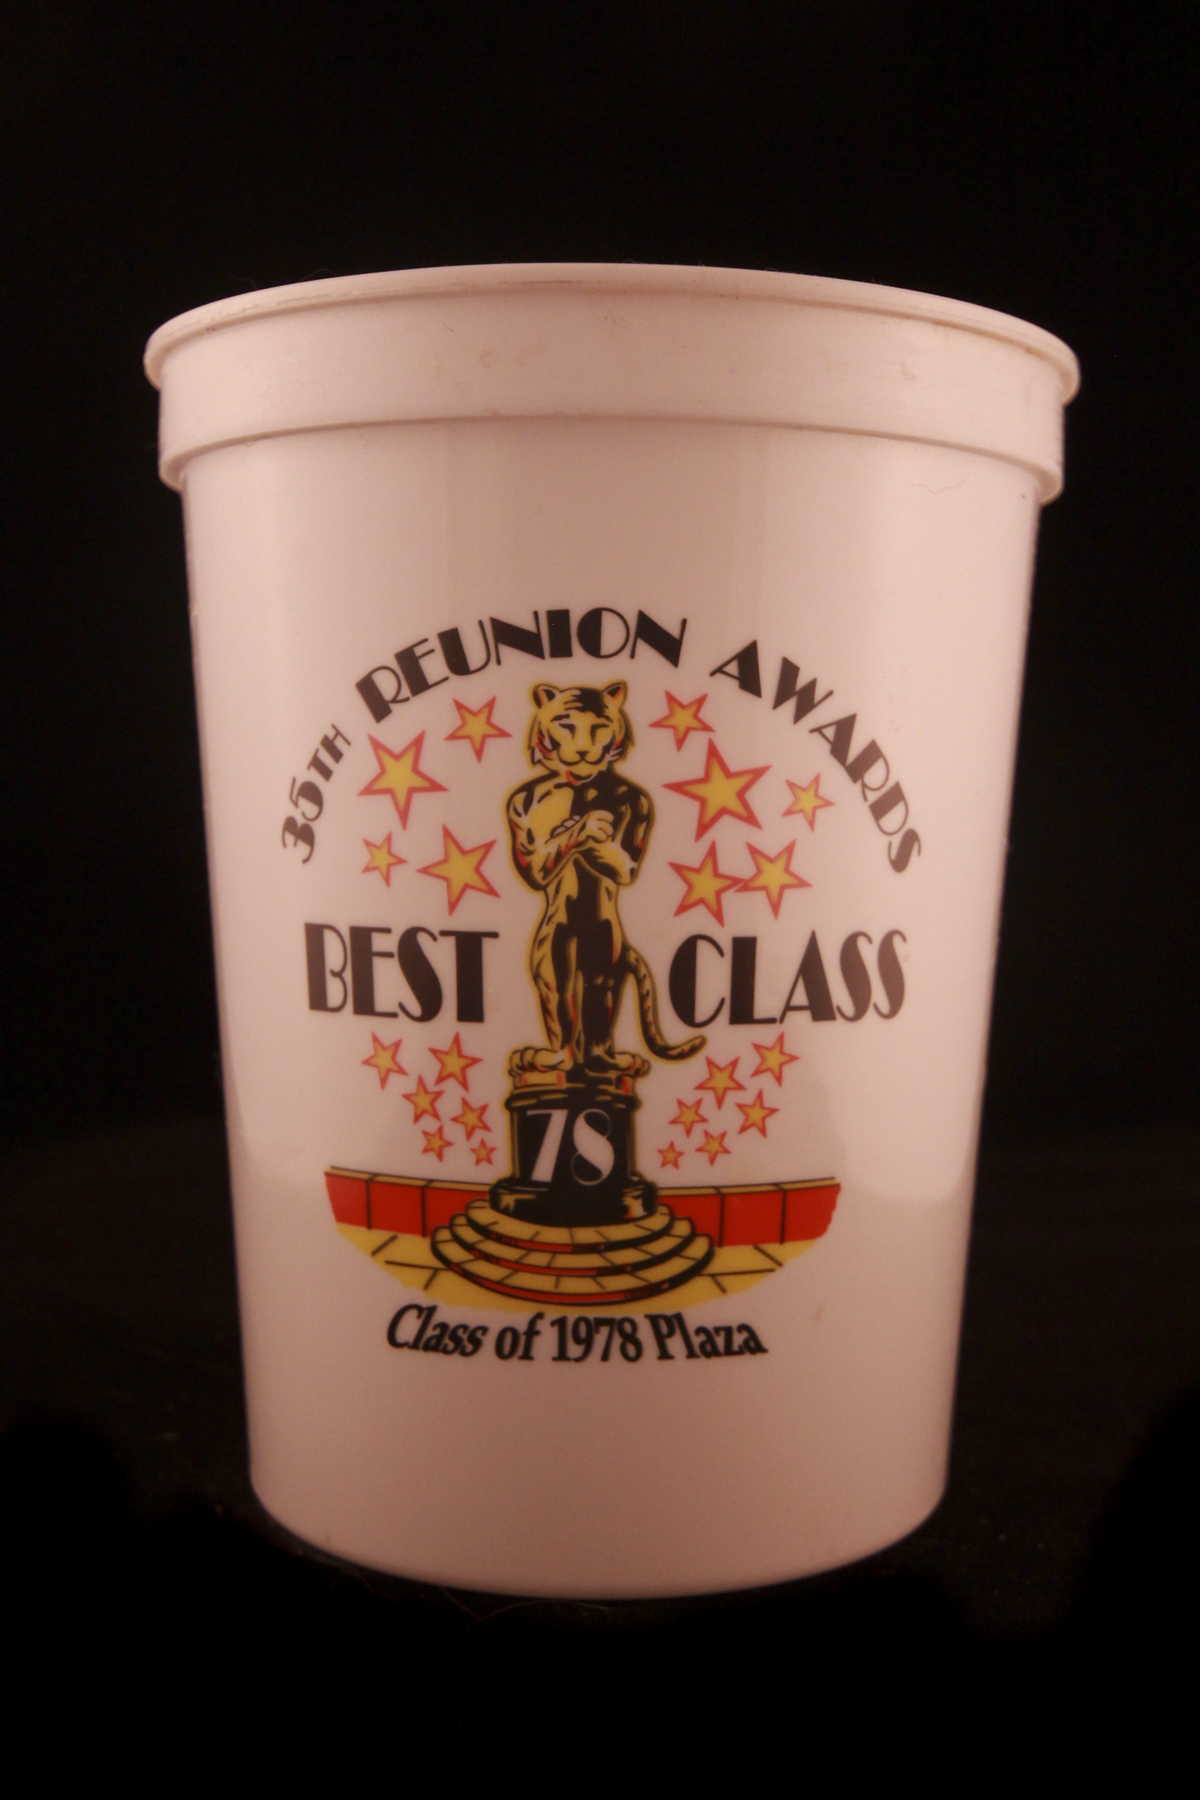 35TH REUNION AWARDS
BEST CLASS
78
Class of 1978 Plaza